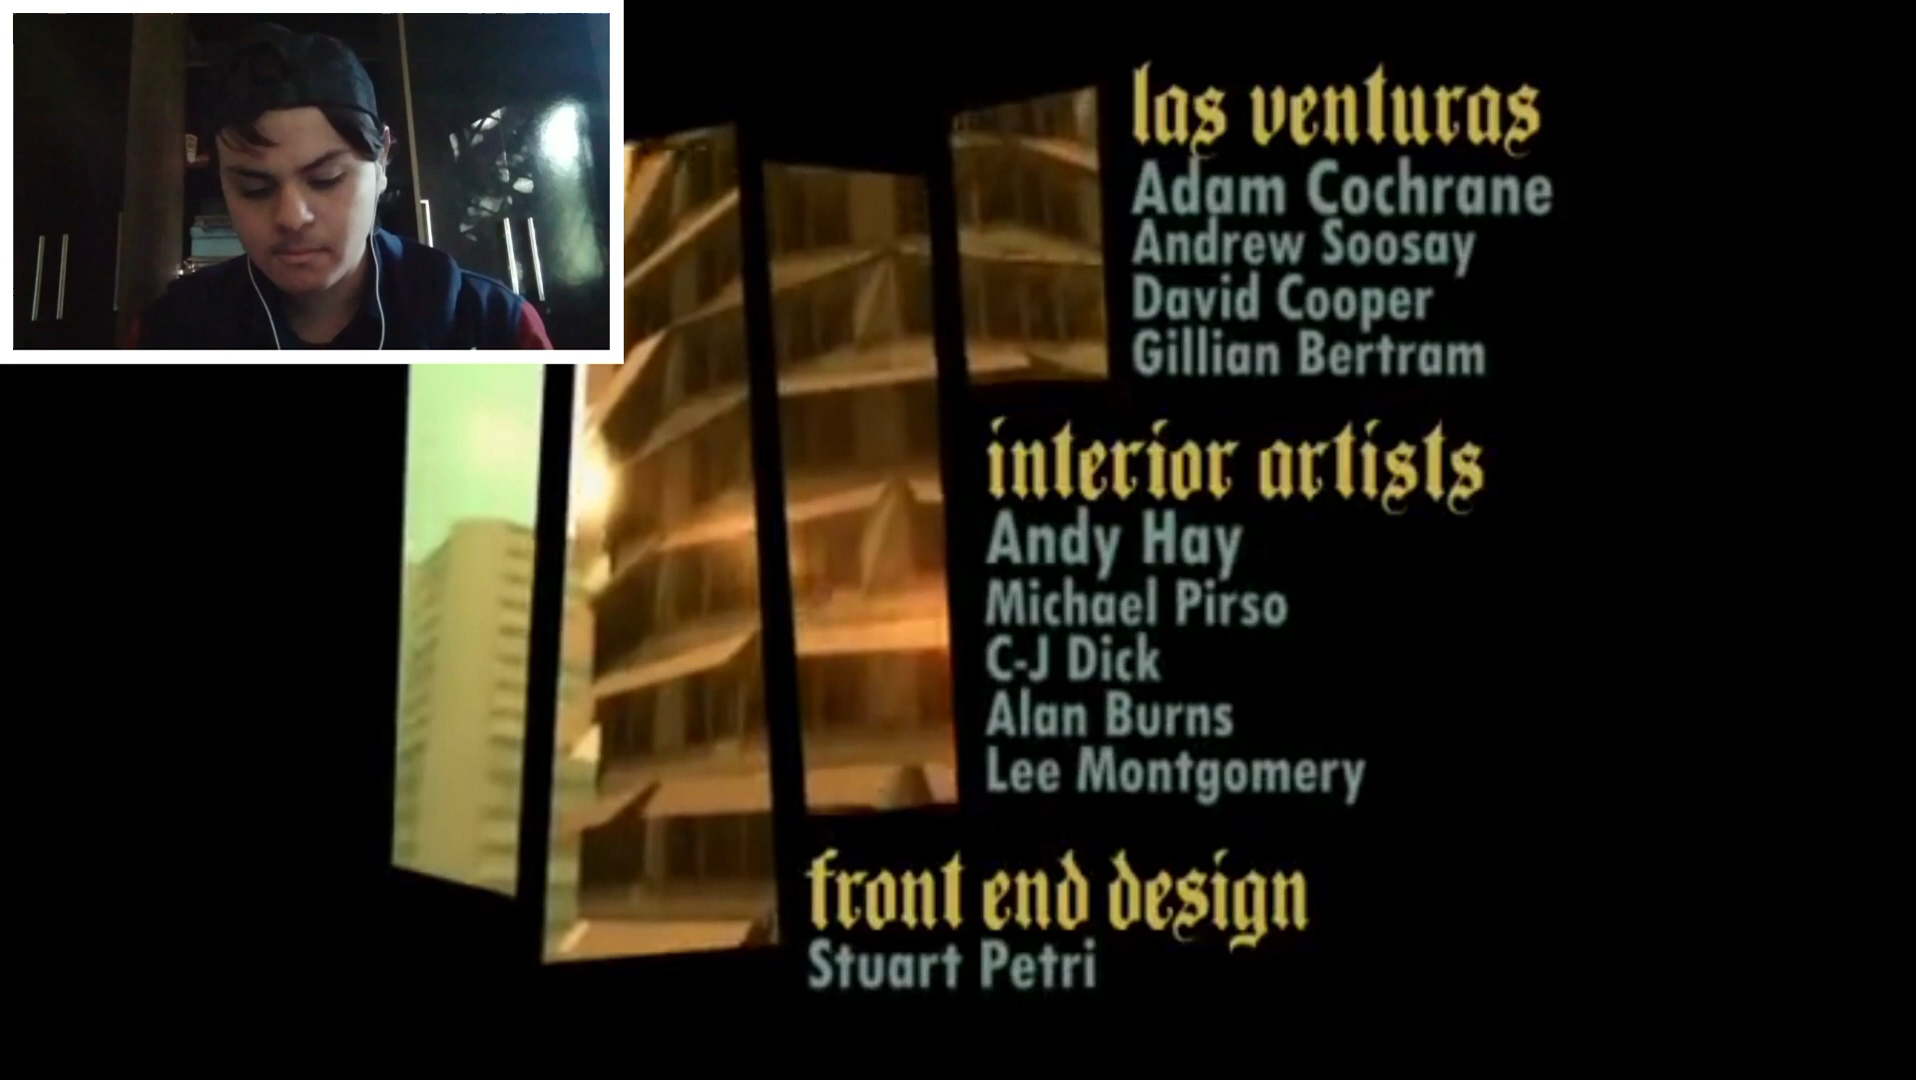 las venturas
Adam Cochrane
Andrew Soosay
David Cooper
Gillian Bertram
interior artists
Andy Hay
Michael Pirso
C-J Dick
Alan Burns
Lee Montgomery
front end design
Stuart Petri